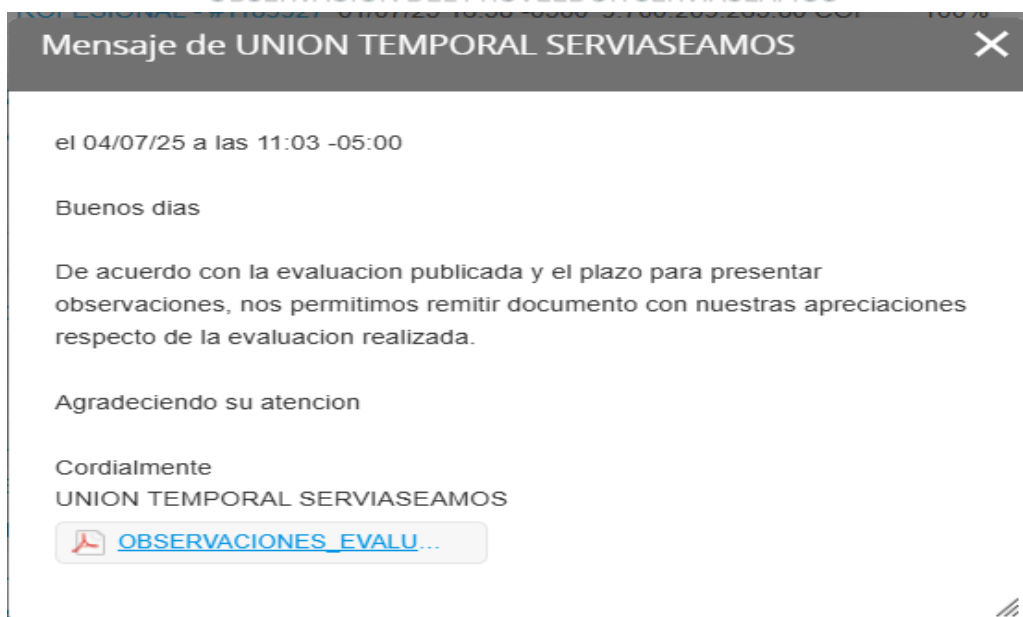 Mensaje de UNION TEMPORAL SERVIASEAMOS
el 04/07/25 a las 11:03 -05:00
Buenos dias
De acuerdo con la evaluacion publicada y el plazo para presentar
observaciones, nos permitimos remitir documento con nuestras apreciaciones
respecto de la evaluacion realizada.
Agradeciendo su atencion
Cordialmente
UNION TEMPORAL SERVIASEAMOS
OBSERVACIONES_EVALU...